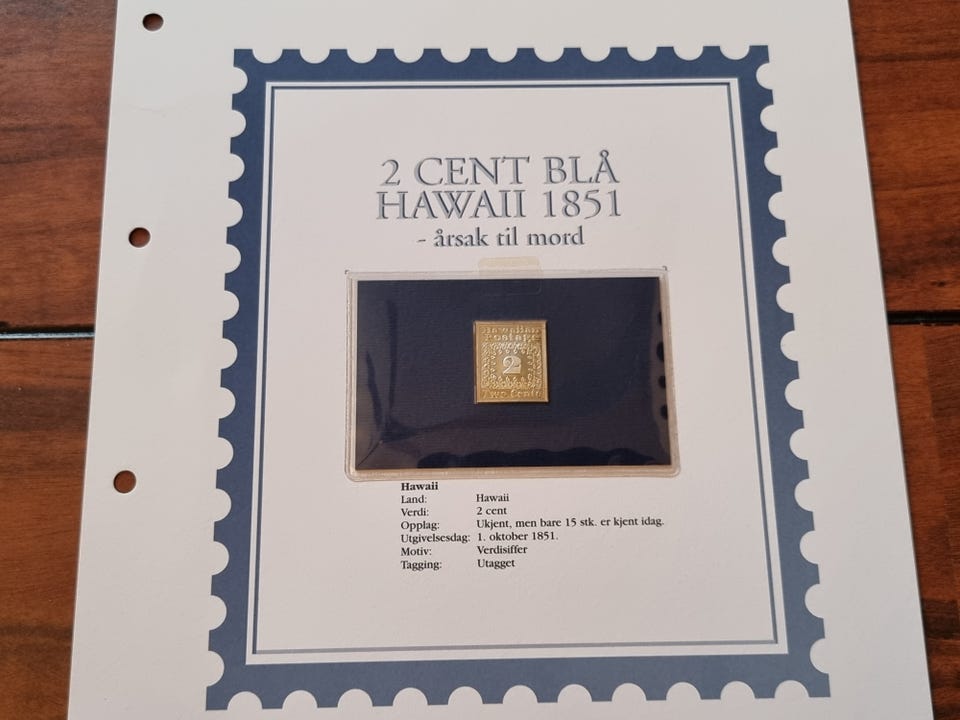 2 CENT BLÅ
HAWAII 1851
- årsak til mord
Hawaiian
Postage
2
Two Cents
Hawaii
Land: Hawaii
Verdi: 2 cent
Opplag: Ukjent, men bare 15 stk. er kjent idag.
Utgivelsesdag: 1. oktober 1851.
Motiv: Verdisiffer
Tagging: Utagget